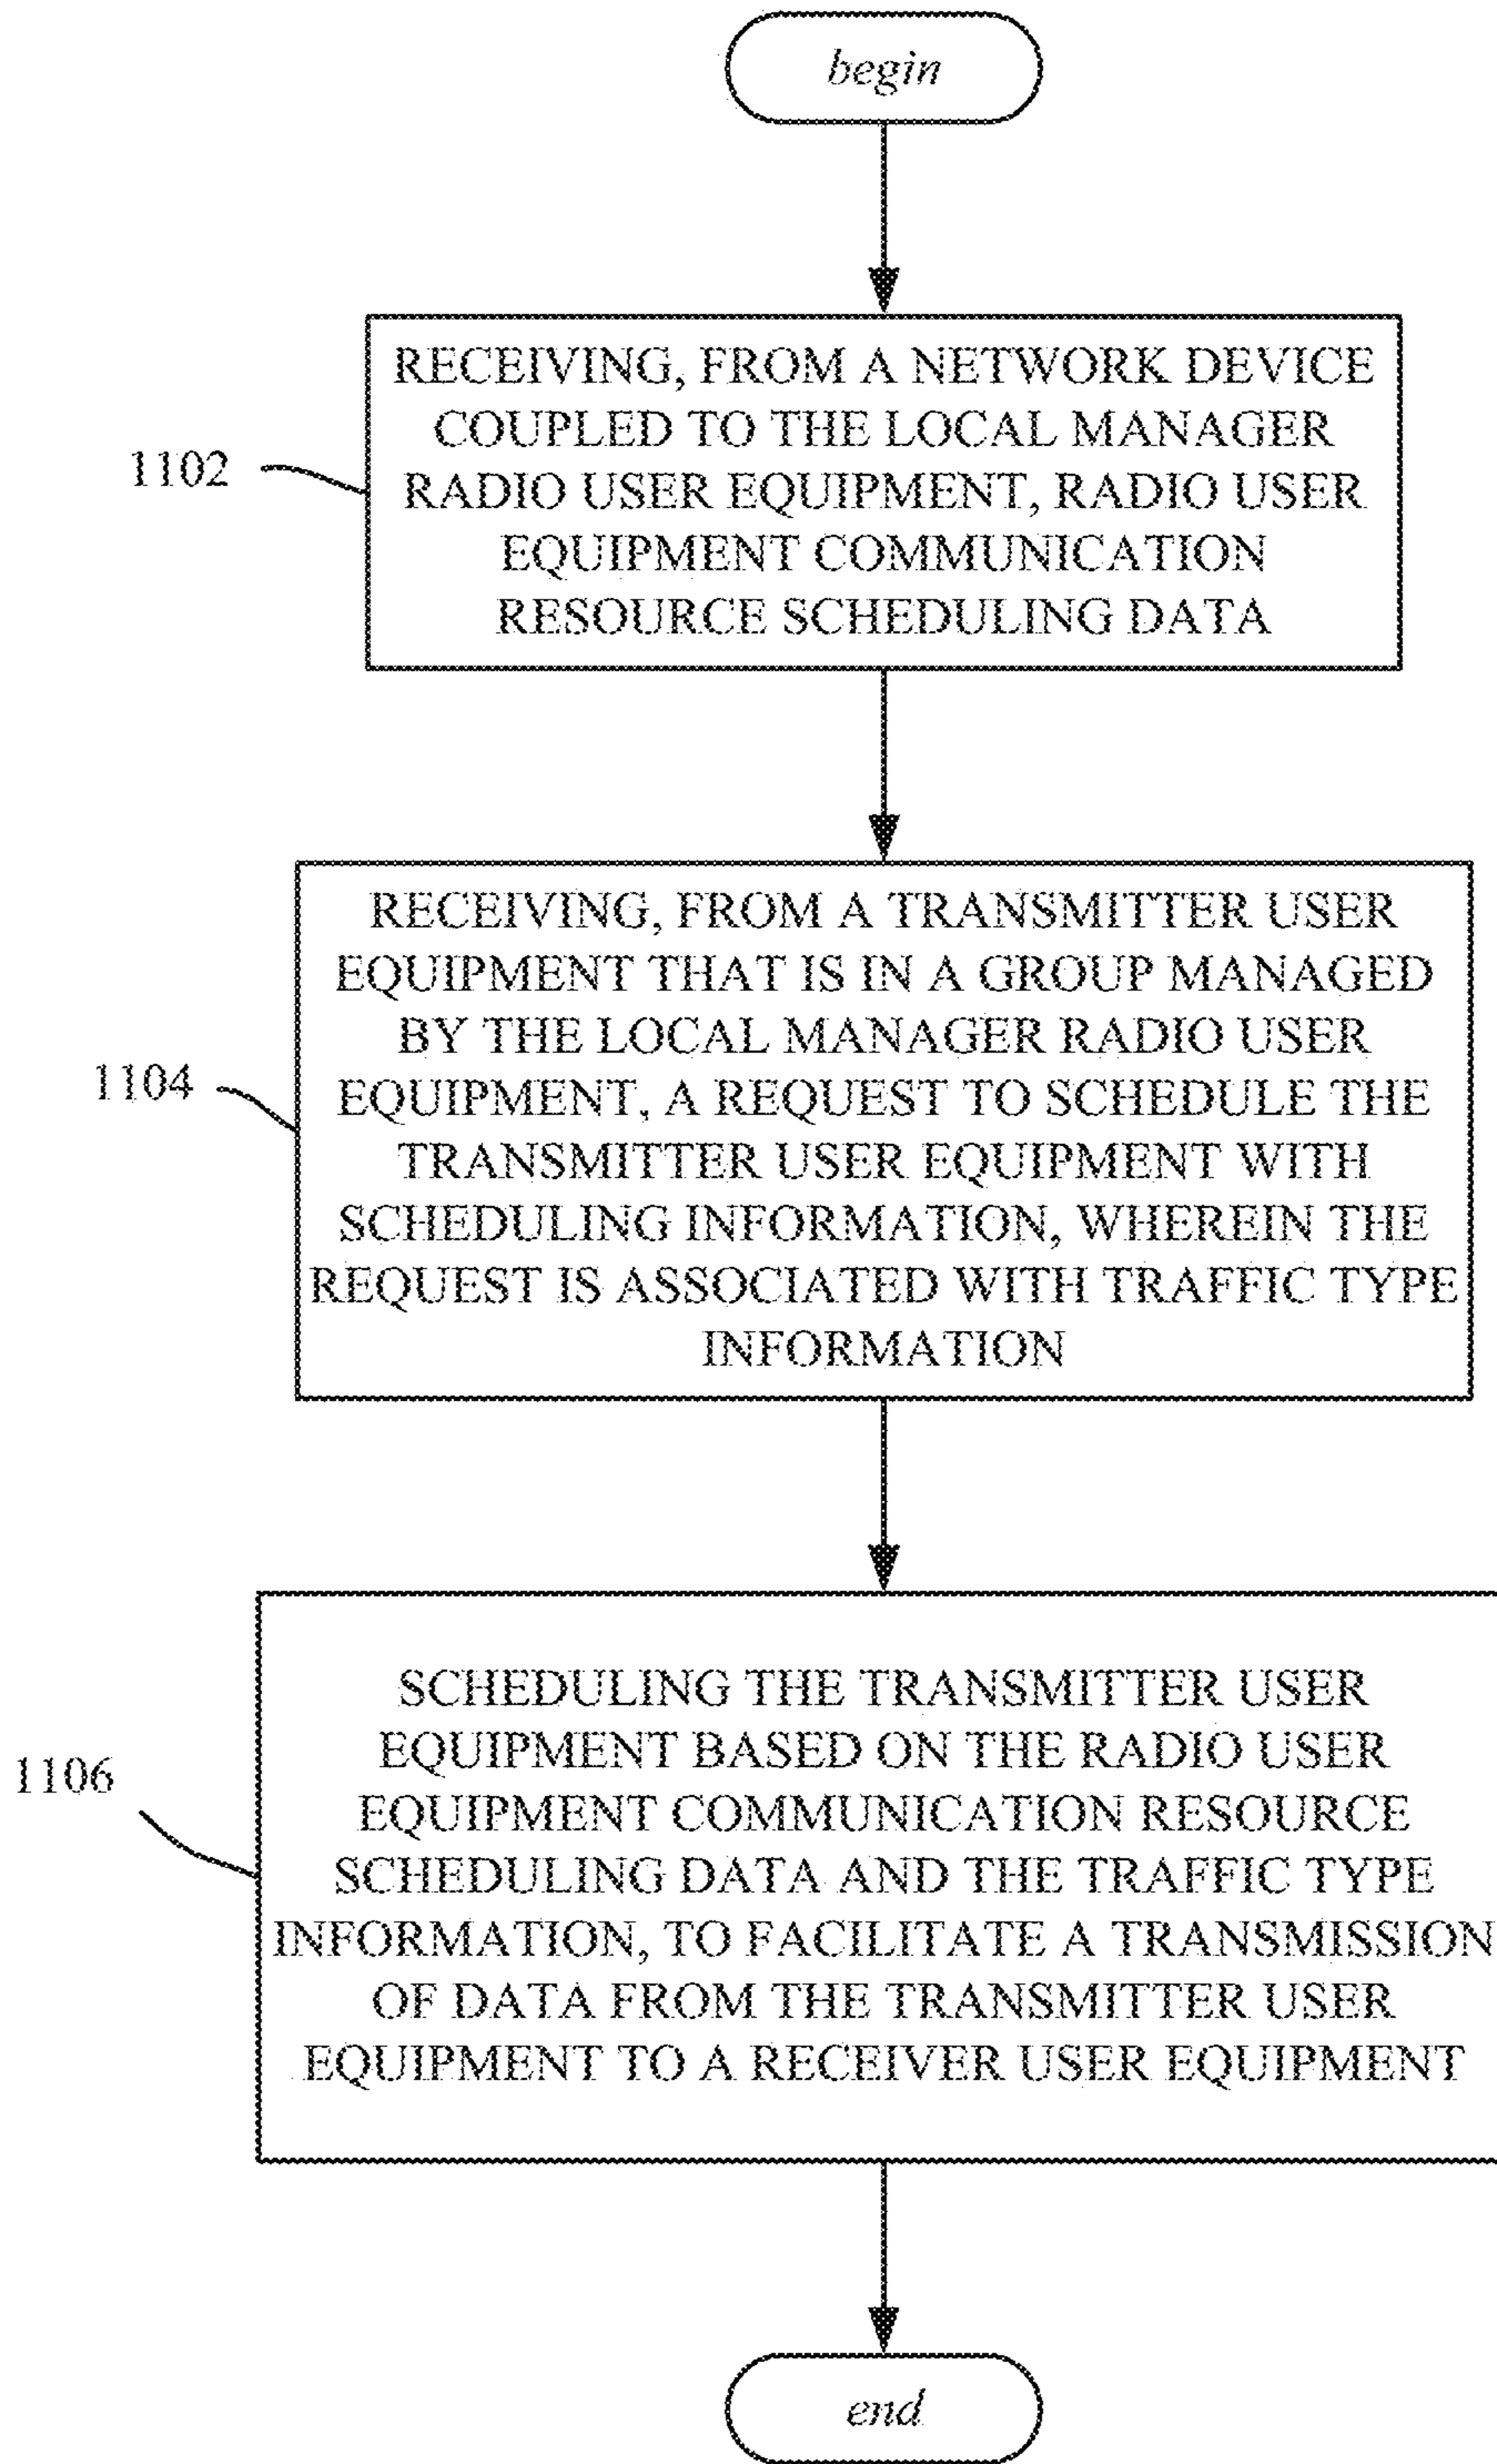 begin
RECEIVING, FROM A NETWORK DEVICE
COUPLED TO THE LOCAL MANAGER
RADIO USER EQUIPMENT, RADIO USER
EQUIPMENT COMMUNICATION
RESOURCE SCHEDULING DATA
1102
RECEIVING, FROM A TRANSMITTER USER
EQUIPMENT THAT IS IN A GROUP MANAGED
BY THE LOCAL MANAGER RADIO USER
EQUIPMENT, A REQUEST TO SCHEDULE THE
TRANSMITTER USER EQUIPMENT WITH
SCHEDULING INFORMATION, WHEREIN THE
REQUEST IS ASSOCIATED WITH TRAFFIC TYPE
INFORMATION
1104
SCHEDULING THE TRANSMITTER USER
EQUIPMENT BASED ON THE RADIO USER
EQUIPMENT COMMUNICATION RESOURCE
SCHEDULING DATA AND THE TRAFFIC TYPE
INFORMATION, TO FACILITATE A TRANSMISSION
OF DATA FROM THE TRANSMITTER USER
EQUIPMENT TO A RECEIVER USER EQUIPMENT
1106
end